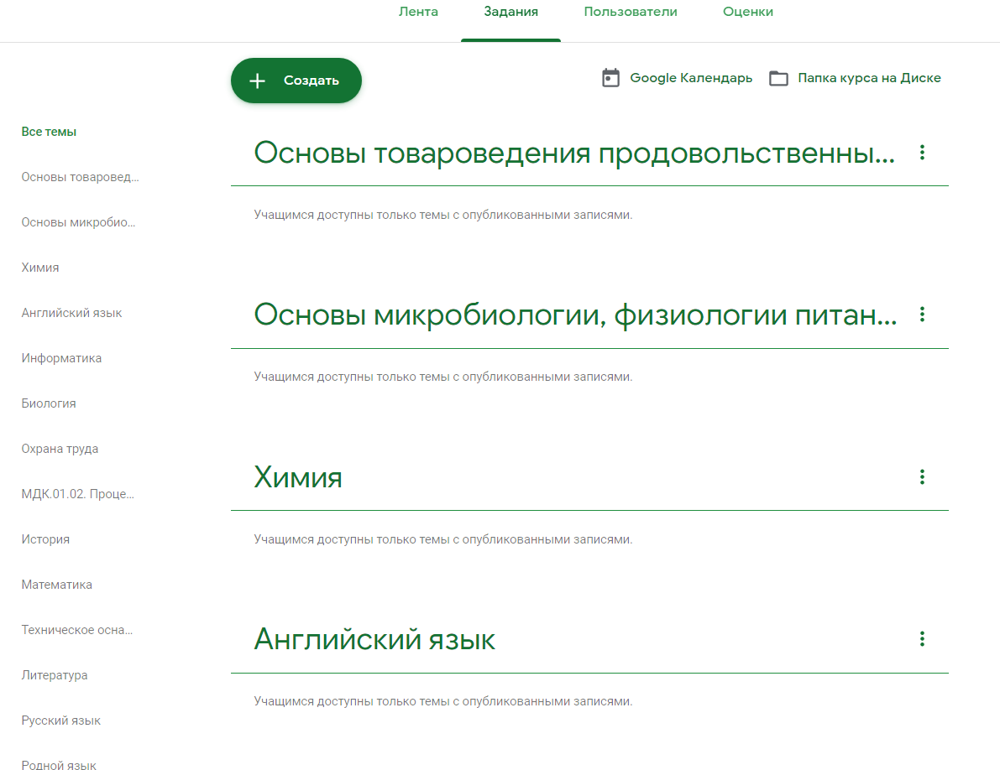 Лента Задания Пользователи Оценки
Создать
Google Календарь Папка курса на Диске
Все темы
Основы товаровед...
Основы микробио...
Химия
Английский язык
Информатика
Биология
Охрана труда
МДК.01.02. Проце...
История
Математика
Техническое осна...
Литература
Русский язык
Родной язык
Основы товароведения продовольственны...
Учащимся доступны только темы с опубликованными записями.
Основы микробиологии, физиологии питан...
Учащимся доступны только темы с опубликованными записями.
Химия
Учащимся доступны только темы с опубликованными записями.
Английский язык
Учащимся доступны только темы с опубликованными записями.